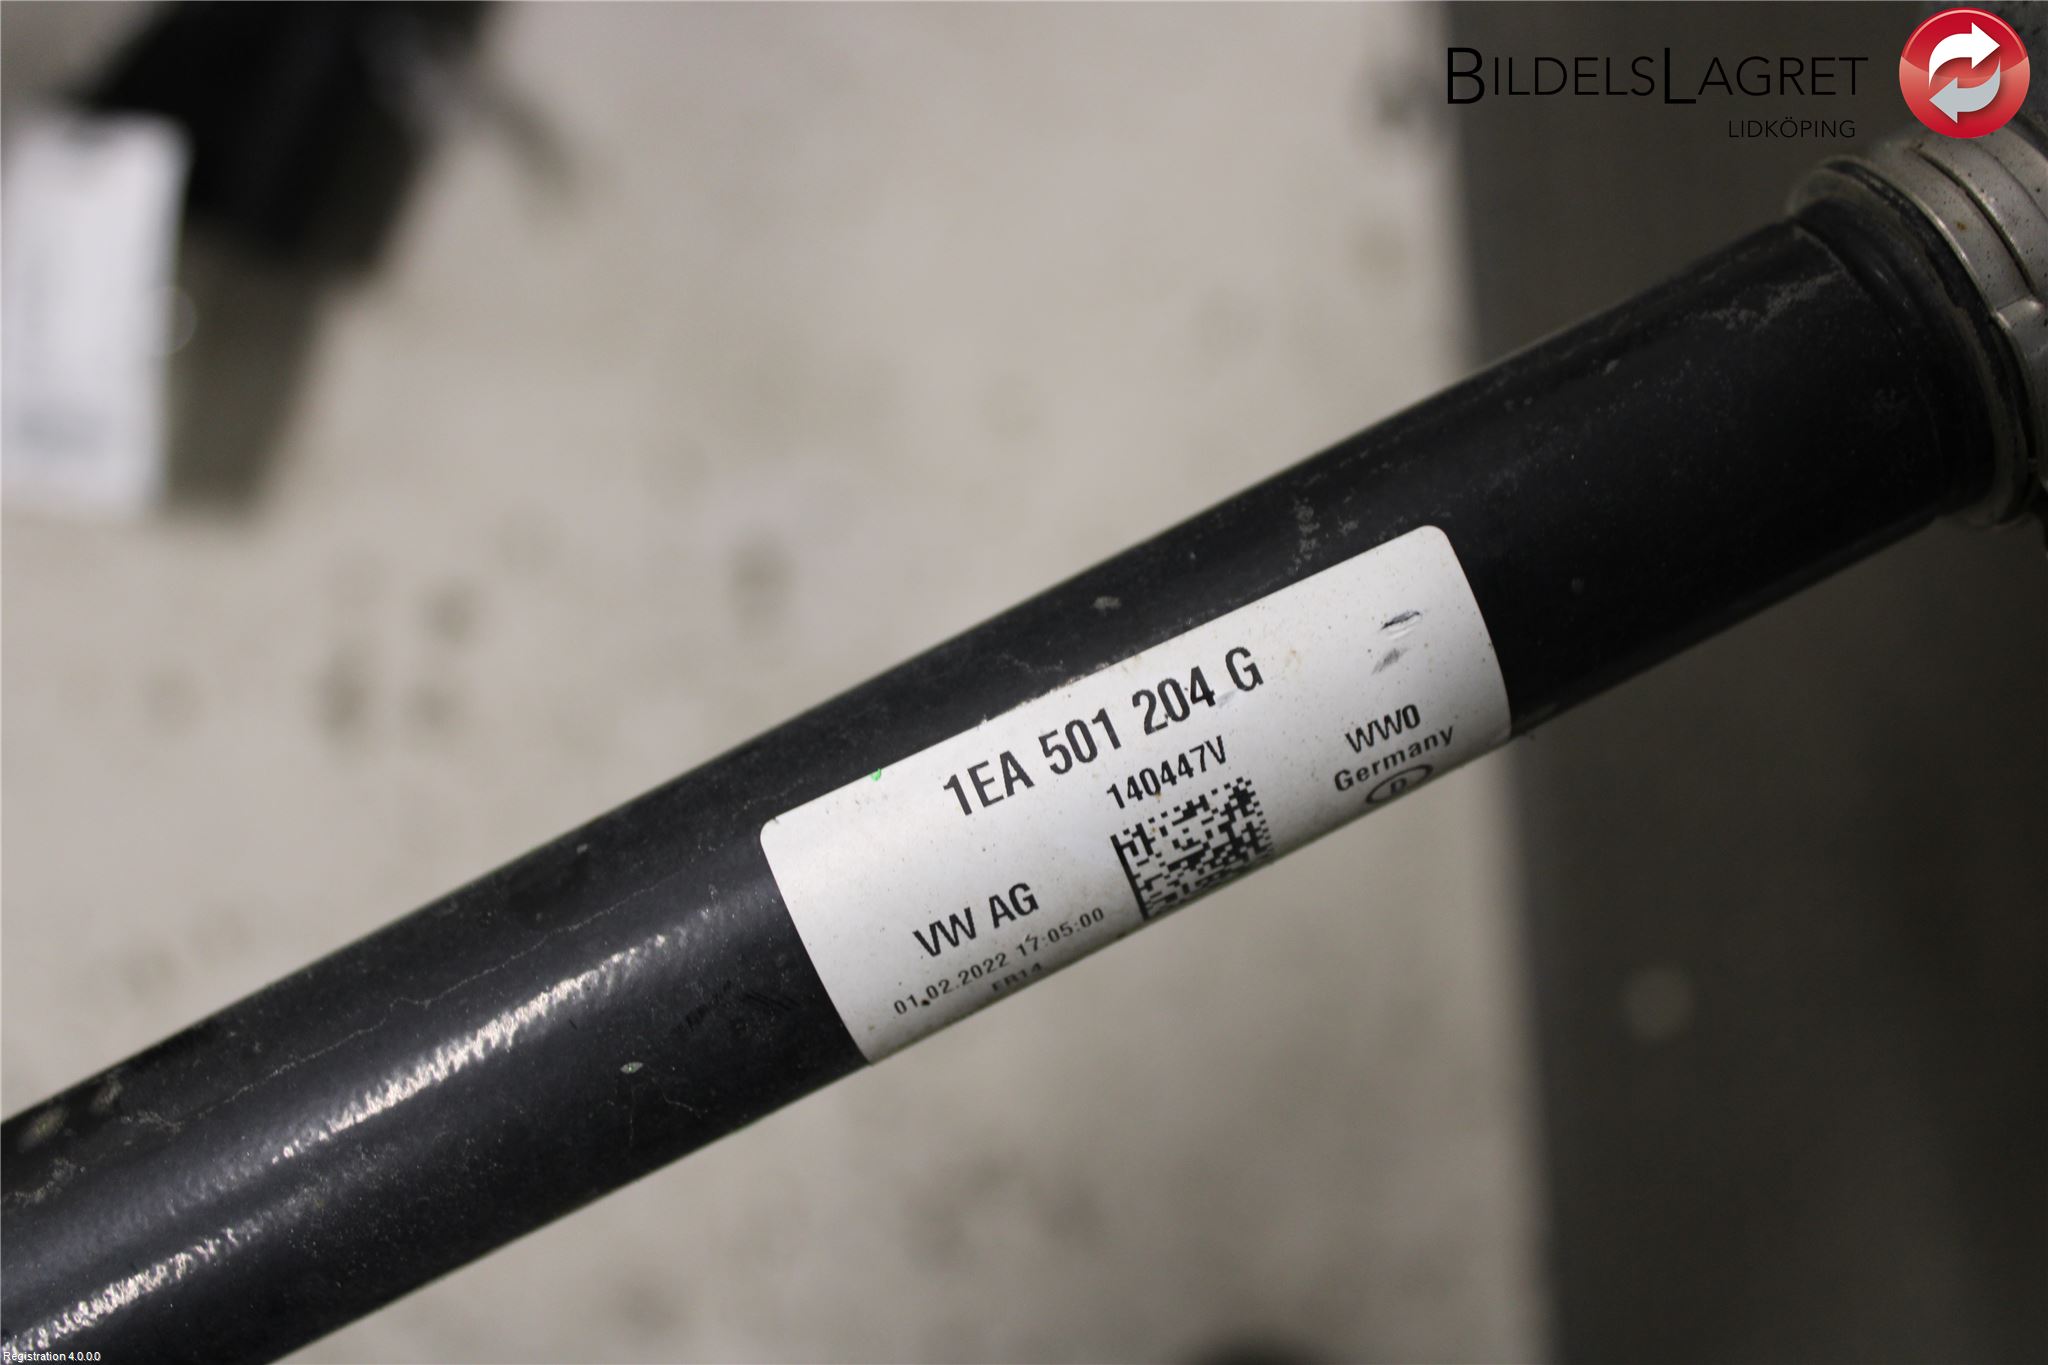 BILDELSLAGRET
LIDKÖPING
1EA 501 204 G
140447V
WW0
Germany
D
VW AG
01.02.2022 17:05:00
Registration 4.0.0.0